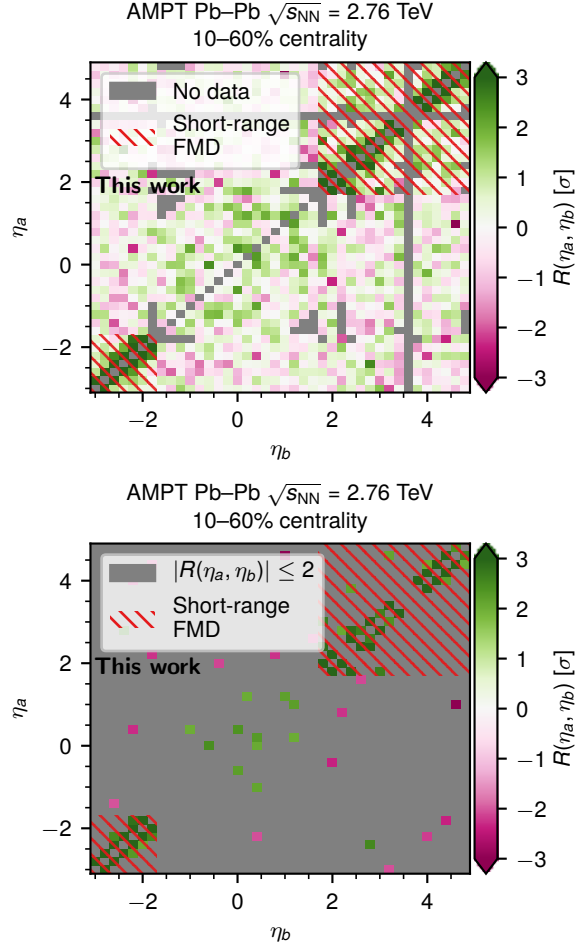 AMPT Pb–Pb √sNN = 2.76 TeV
10–60% centrality
No data
Short-range
FMD
This work
4
2
0
−2
ηa
−2 0 2 4
ηb
3
2
1
0
−1
−2
−3
R(ηa, ηb) [σ]
AMPT Pb–Pb √sNN = 2.76 TeV
10–60% centrality
|R(ηa, ηb)| ≤ 2
Short-range
FMD
This work
4
2
0
−2
ηa
−2 0 2 4
ηb
3
2
1
0
−1
−2
−3
R(ηa, ηb) [σ]